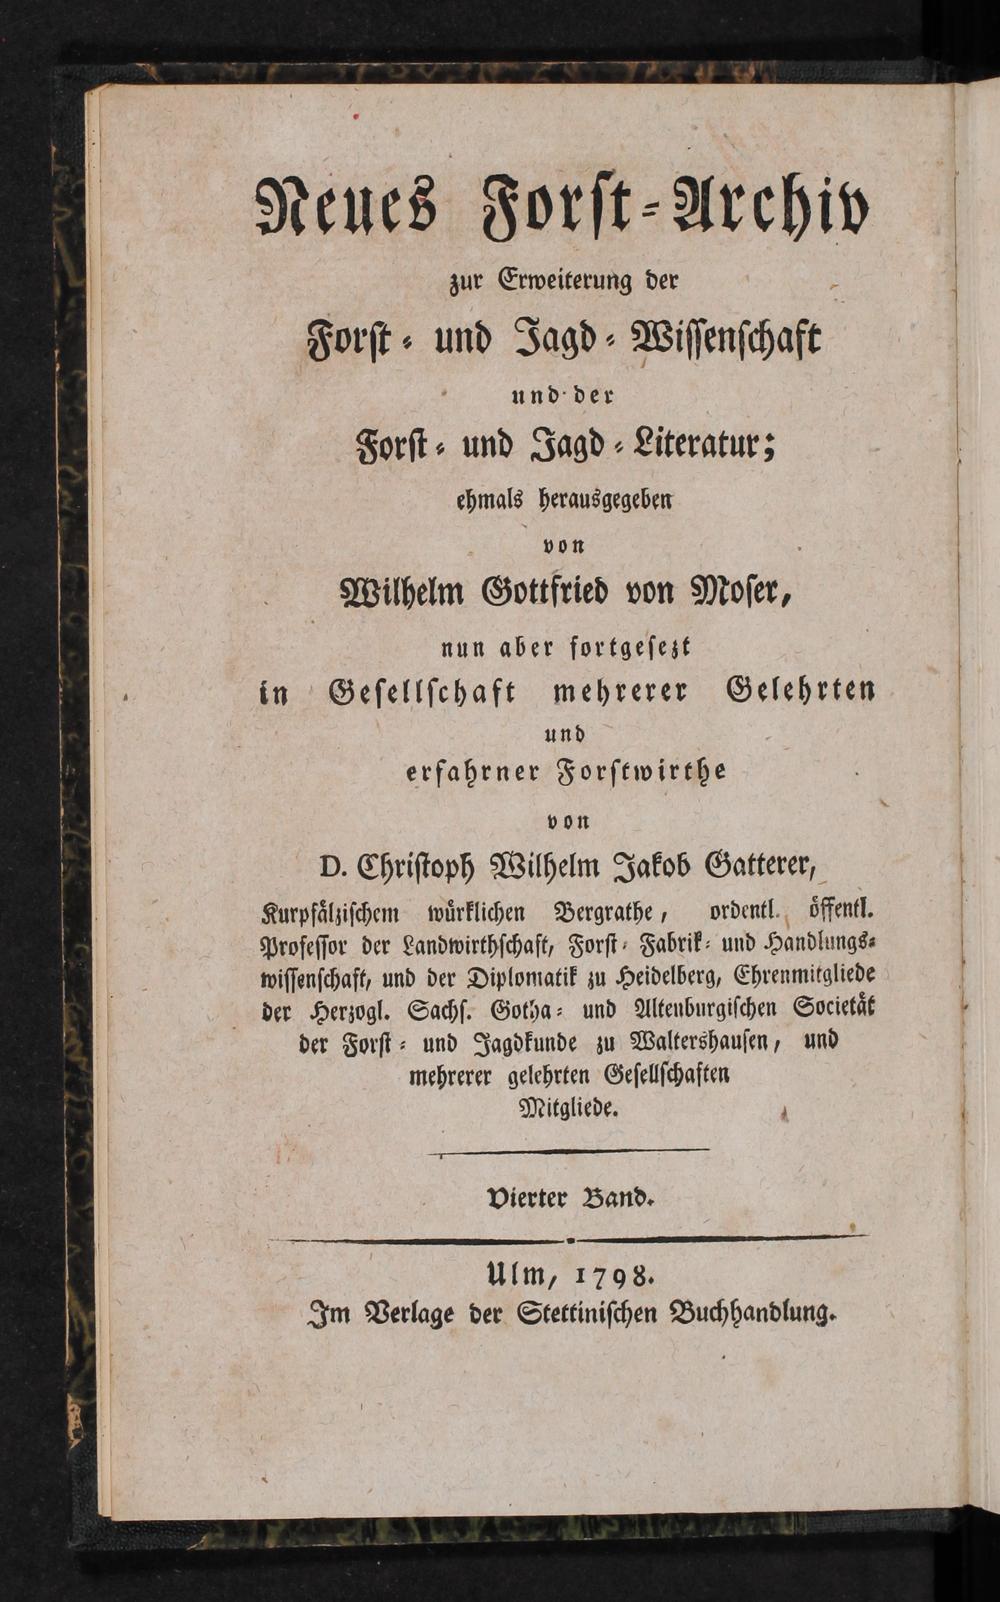 Neues Forſt-Archiv
zur Erweiterung der
Forſt- und Jagd-Wiſſenſchaft
und der
Forſt- und Jagd-Literatur;
ehmals herausgegeben
von
Wilhelm Gottfried von Moſer,
nun aber fortgeſezt
in Geſellſchaft mehrerer Gelehrten
und
erfahrner Forſtwirthe
von
D. Chriſtoph Wilhelm Jakob Gatterer,
Kurpfälziſchem würklichen Bergrathe, ordentl. öffentl.
Profeſſor der Landwirthſchaft, Forſt- Fabrik- und Handlungs-
wiſſenſchaft, und der Diplomatik zu Heidelberg, Ehrenmitgliede
der Herzogl. Sachſ. Gotha- und Altenburgiſchen Societät
der Forſt- und Jagdkunde zu Waltershauſen, und
mehrerer gelehrten Geſellſchaften
Mitgliede.
Vierter Band.
Ulm, 1798.
Im Verlage der Stettiniſchen Buchhandlung.